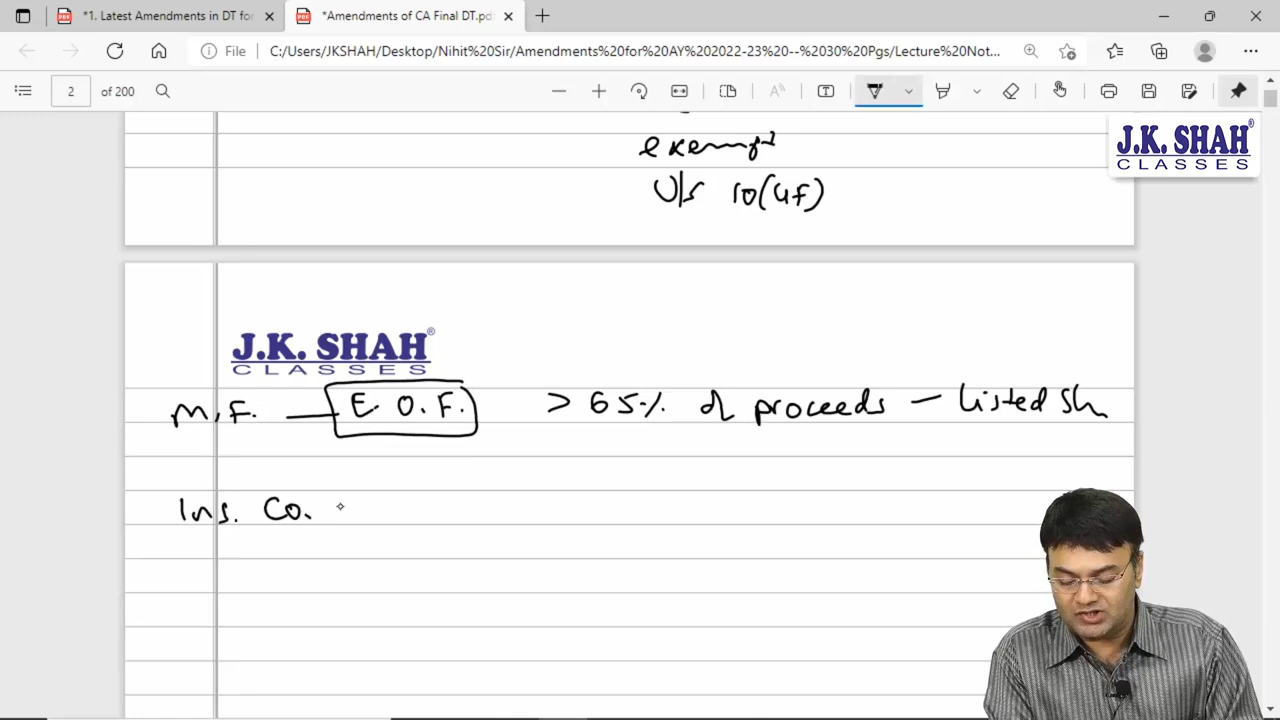 *1. Latest Amendments in DT for
*Amendments of CA Final DT.pd
File C:/Users/JKSHAH/Desktop/Nihit%20Sir/Amendments%20for%20AY%202022-23%20--%2030%20Pgs/Lecture%20Not...
2 of 200
J.K. SHAH®
CLASSES
exempt
U/s 10(4F)
J.K. SHAH®
CLASSES
M.F. — E.O.F. > 65% of proceeds — listed Sh
Ins. Co.